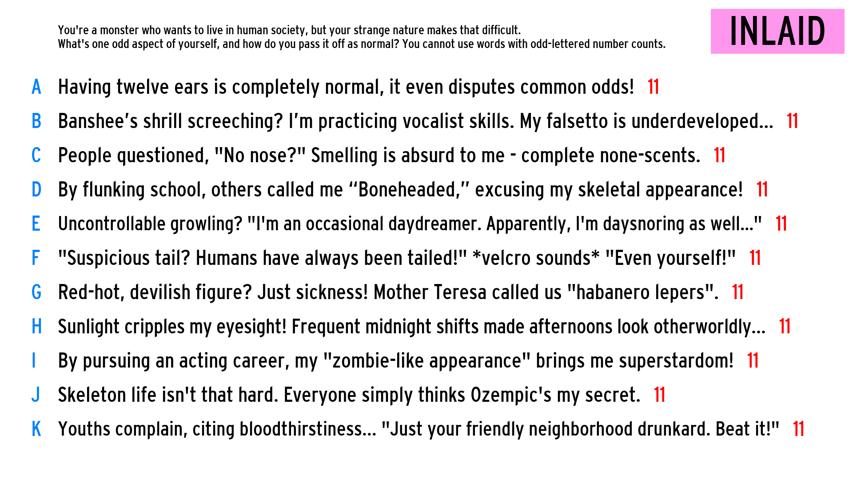 You're a monster who wants to live in human society, but your strange nature makes that difficult.
What's one odd aspect of yourself, and how do you pass it off as normal? You cannot use words with odd-lettered number counts.
INLAID
A Having twelve ears is completely normal, it even disputes common odds! 11
B Banshee's shrill screeching? I'm practicing vocalist skills. My falsetto is underdeveloped... 11
C People questioned, "No nose?" Smelling is absurd to me - complete none-scents. 11
D By flunking school, others called me “Boneheaded,” excusing my skeletal appearance! 11
E Uncontrollable growling? "I'm an occasional daydreamer. Apparently, I'm daysnoring as well..." 11
F "Suspicious tail? Humans have always been tailed!" *velcro sounds* "Even yourself!" 11
G Red-hot, devilish figure? Just sickness! Mother Teresa called us "habanero lepers". 11
H Sunlight cripples my eyesight! Frequent midnight shifts made afternoons look otherworldly... 11
I By pursuing an acting career, my "zombie-like appearance" brings me superstardom! 11
J Skeleton life isn't that hard. Everyone simply thinks Ozempic's my secret. 11
K Youths complain, citing bloodthirstiness... "Just your friendly neighborhood drunkard. Beat it!" 11